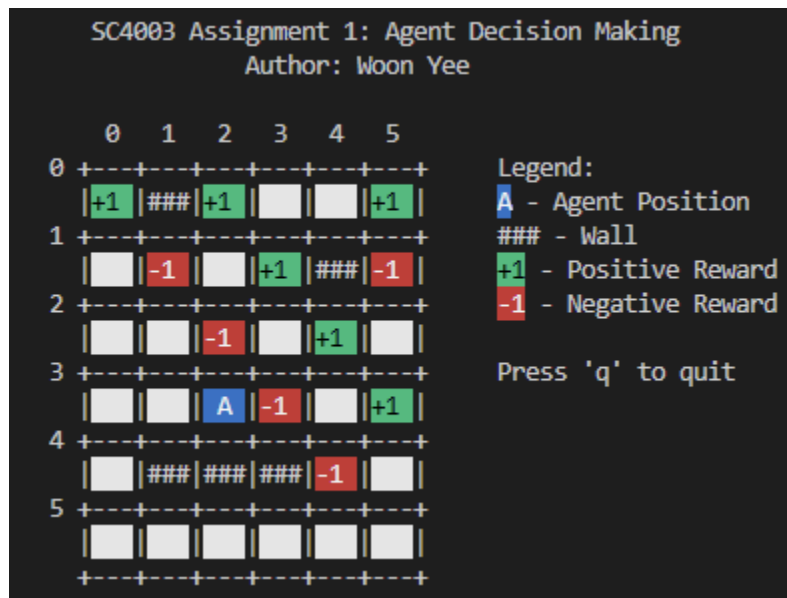 SC4003 Assignment 1: Agent Decision Making
Author: Woon Yee
0 1 2 3 4 5
0 +---+---+---+---+---+---+ Legend:
|+1 |###|+1 | | |+1 | A - Agent Position
1 +---+---+---+---+---+---+ ### - Wall
| |-1 | |+1 |###|-1 | +1 - Positive Reward
2 +---+---+---+---+---+---+ -1 - Negative Reward
| | |-1 | |+1 | |
3 +---+---+---+---+---+---+ Press 'q' to quit
| | | A |-1 | |+1 |
4 +---+---+---+---+---+---+
| |###|###|###|-1 | |
5 +---+---+---+---+---+---+
| | | | | | |
+---+---+---+---+---+---+